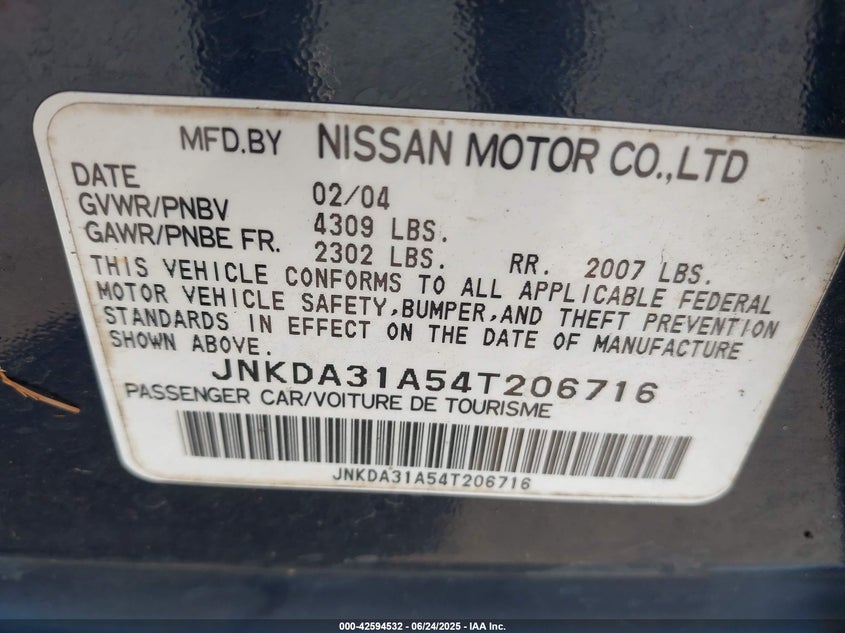 MFD.BY NISSAN MOTOR CO.,LTD
DATE 02/04
GVWR/PNBV 4309 LBS.
GAWR/PNBE FR. 2302 LBS. RR. 2007 LBS.
THIS VEHICLE CONFORMS TO ALL APPLICABLE FEDERAL
MOTOR VEHICLE SAFETY,BUMPER,AND THEFT PREVENTION
STANDARDS IN EFFECT ON THE DATE OF MANUFACTURE
SHOWN ABOVE.
JNKDA31A54T206716
PASSENGER CAR/VOITURE DE TOURISME
JNKDA31A54T206716
000-42594532 - 06/24/2025 - IAA Inc.